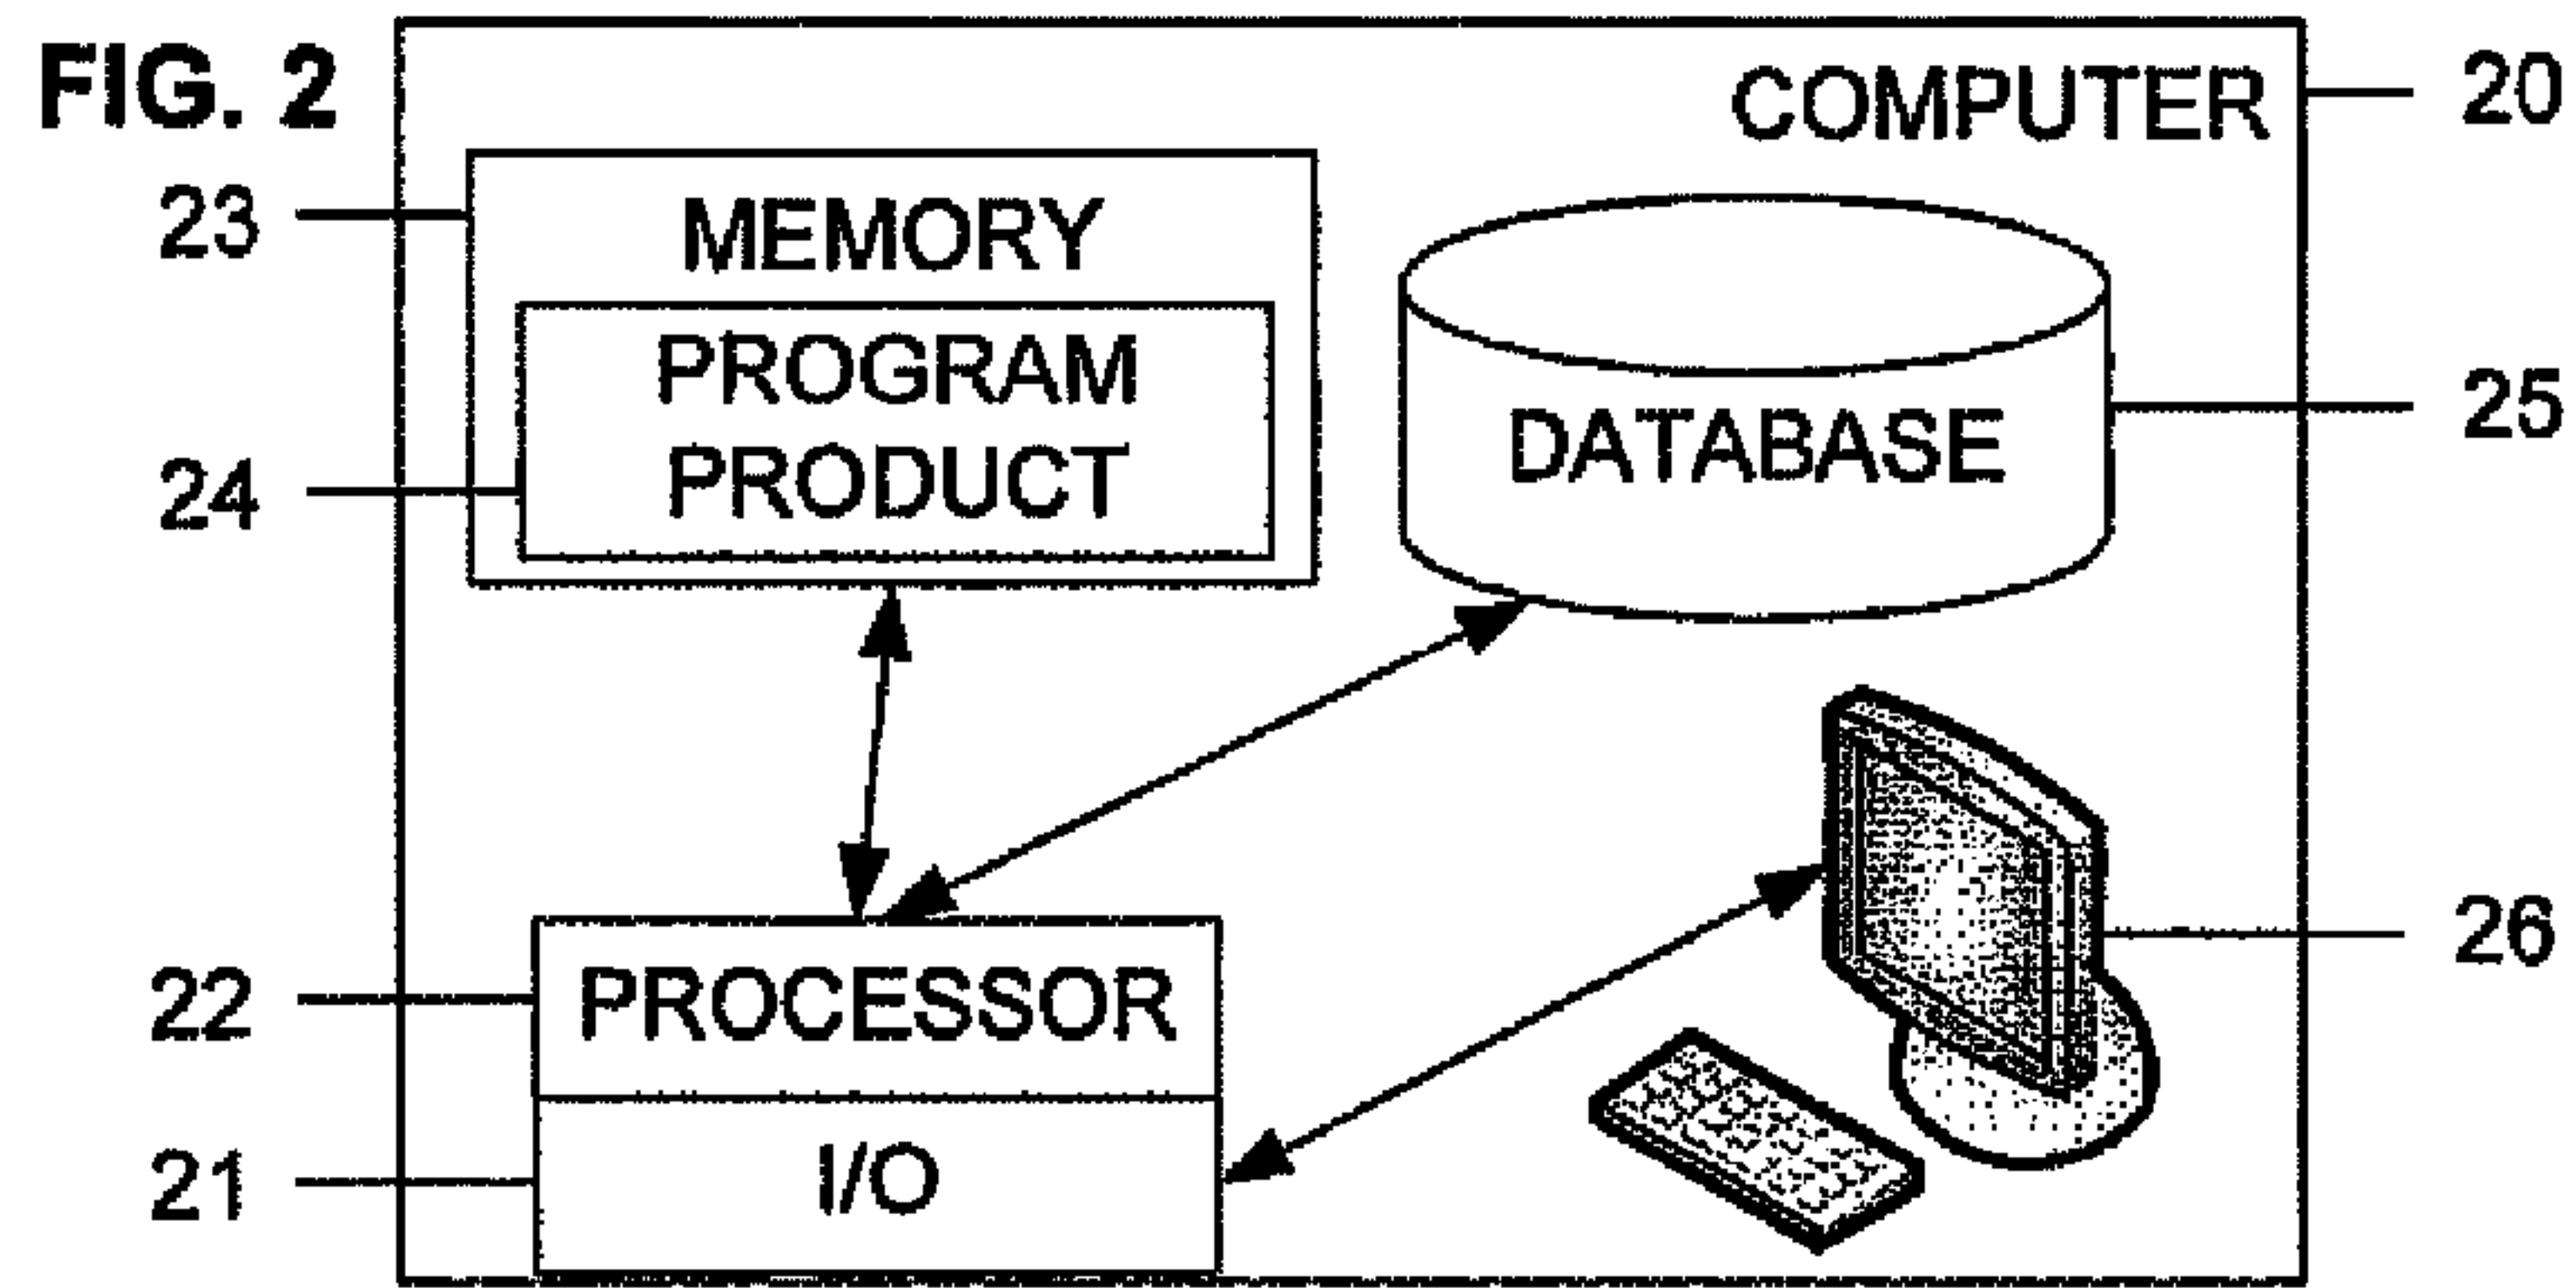 FIG. 2
COMPUTER
20
23
MEMORY
PROGRAM
PRODUCT
24
DATABASE
25
26
22
PROCESSOR
21
I/O